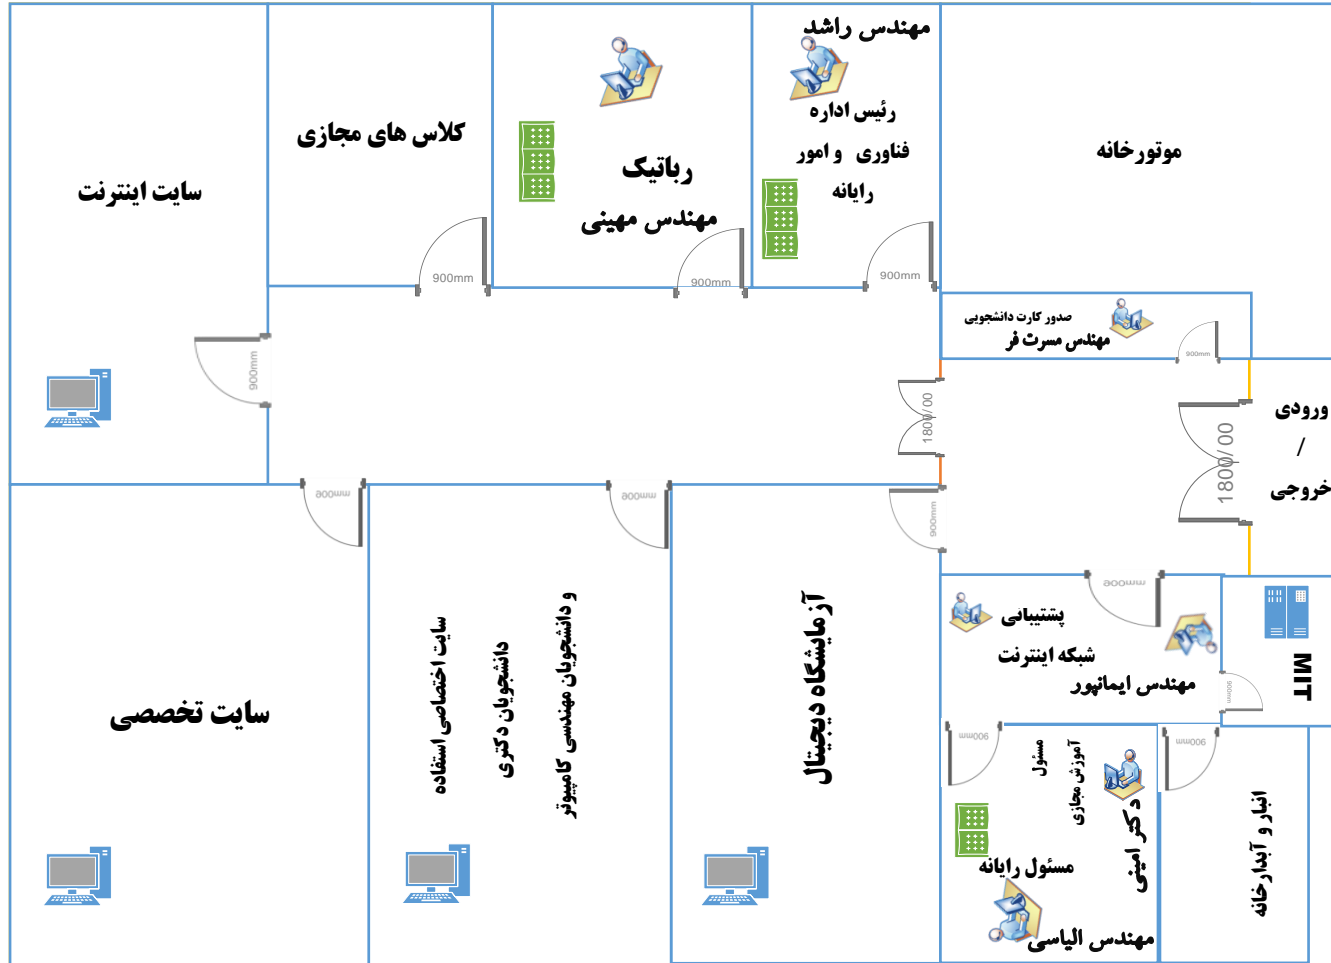 مهندس راشد
رئیس اداره
فناوری و امور
رایانه
900mm
موتورخانه
رباتیک
مهندس مهینی
900mm
کلاس های مجازی
900mm
سایت اینترنت
900mm
صدور کارت دانشجویی
مهندس مسرت فر
900mm
ورودی
/
خروجی
1800/00
1800/00
900mm
900mm
900mm
900mm
پشتیبانی
شبکه اینترنت
مهندس ایمانپور
MIT
900mm
900mm
900mm
مسئول
آموزش مجازی
دکتر امینی
مسئول رایانه
مهندس الیاسی
انبار و آبدارخانه
آزمایشگاه دیجیتال
سایت اختصاصی استفاده
دانشجویان دکتری
و دانشجویان مهندسی کامپیوتر
سایت تخصصی
900mm